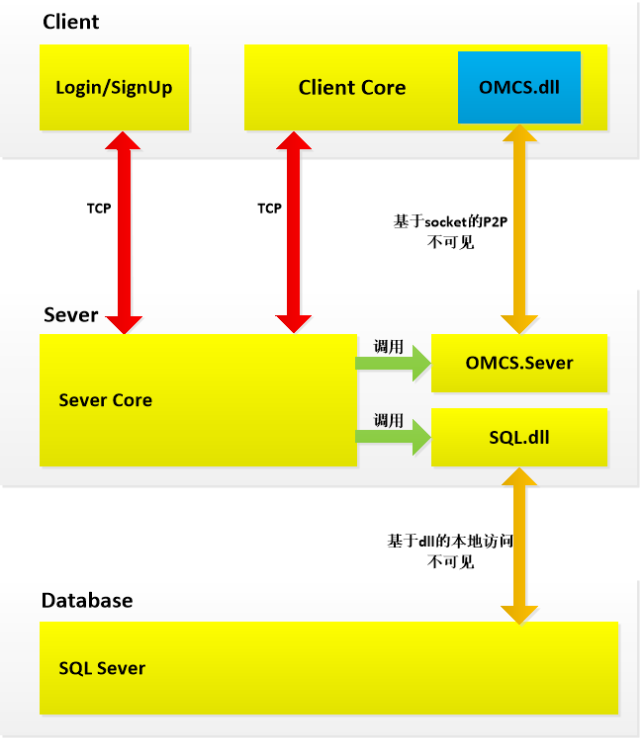 Client
Login/SignUp
Client Core
OMCS.dll
TCP
TCP
基于socket的P2P
不可见
Sever
Sever Core
调用
OMCS.Sever
调用
SQL.dll
基于dll的本地访问
不可见
Database
SQL Sever